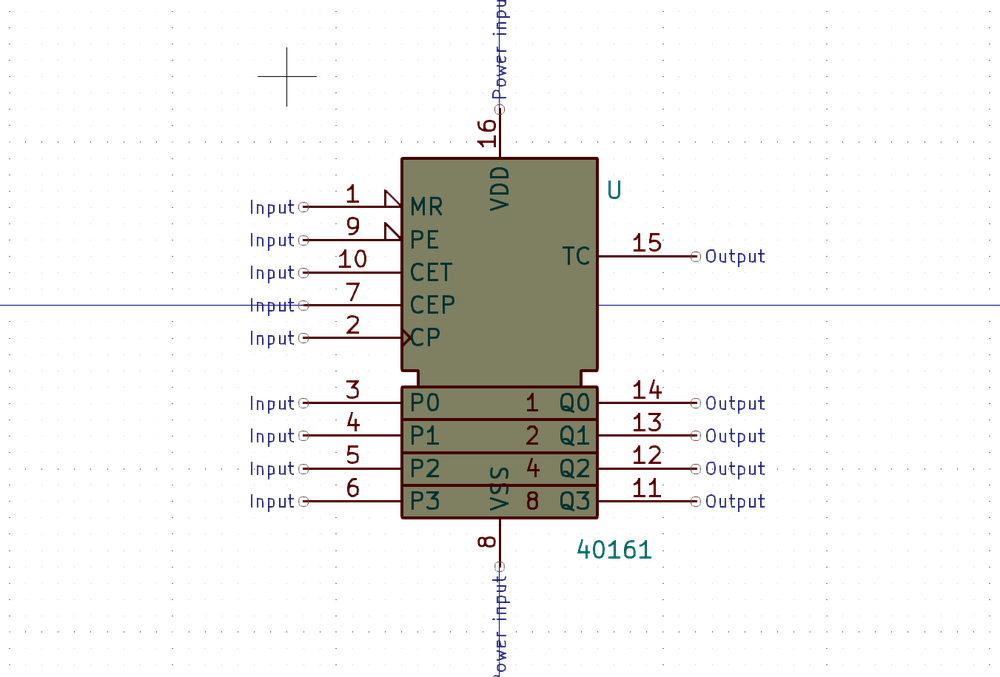 Power input
16
VDD
U
Input 1 MR
Input 9 PE
TC 15 Output
Input 10 CET
Input 7 CEP
Input 2 CP
Input 3 P0 1 Q0 14 Output
Input 4 P1 2 Q1 13 Output
Input 5 P2 4 Q2 12 Output
Input 6 P3 8 Q3 11 Output
VSS
8
40161
Power input